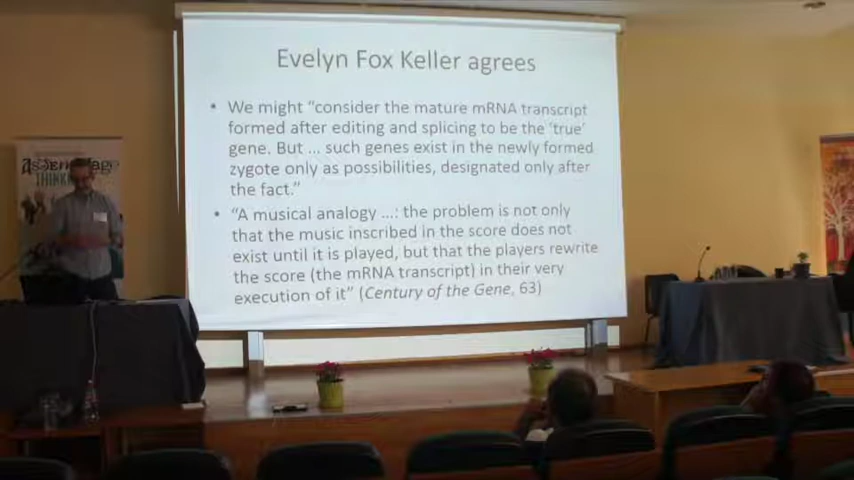 Evelyn Fox Keller agrees
• We might "consider the mature mRNA transcript
formed after editing and splicing to be the 'true'
gene. But ... such genes exist in the newly formed
zygote only as possibilities, designated only after
the fact."
• "A musical analogy ...: the problem is not only
that the music inscribed in the score does not
exist until it is played, but that the players rewrite
the score (the mRNA transcript) in their very
execution of it" (Century of the Gene, 63)